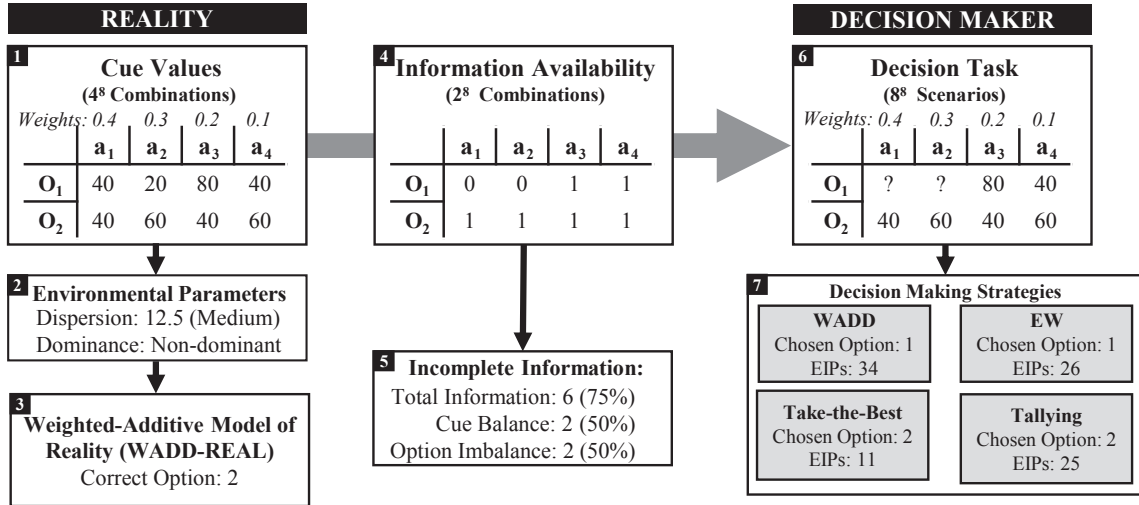 REALITY
1
Cue Values
(4⁸ Combinations)
Weights: 0.4 0.3 0.2 0.1
a₁ a₂ a₃ a₄
O₁ 40 20 80 40
O₂ 40 60 40 60
2
Environmental Parameters
Dispersion: 12.5 (Medium)
Dominance: Non-dominant
3
Weighted-Additive Model of
Reality (WADD-REAL)
Correct Option: 2
4
Information Availability
(2⁸ Combinations)
a₁ a₂ a₃ a₄
O₁ 0 0 1 1
O₂ 1 1 1 1
5
Incomplete Information:
Total Information: 6 (75%)
Cue Balance: 2 (50%)
Option Imbalance: 2 (50%)
DECISION MAKER
6
Decision Task
(8⁸ Scenarios)
Weights: 0.4 0.3 0.2 0.1
a₁ a₂ a₃ a₄
O₁ ? ? 80 40
O₂ 40 60 40 60
7
Decision Making Strategies
WADD
Chosen Option: 1
EIPs: 34
EW
Chosen Option: 1
EIPs: 26
Take-the-Best
Chosen Option: 2
EIPs: 11
Tallying
Chosen Option: 2
EIPs: 25